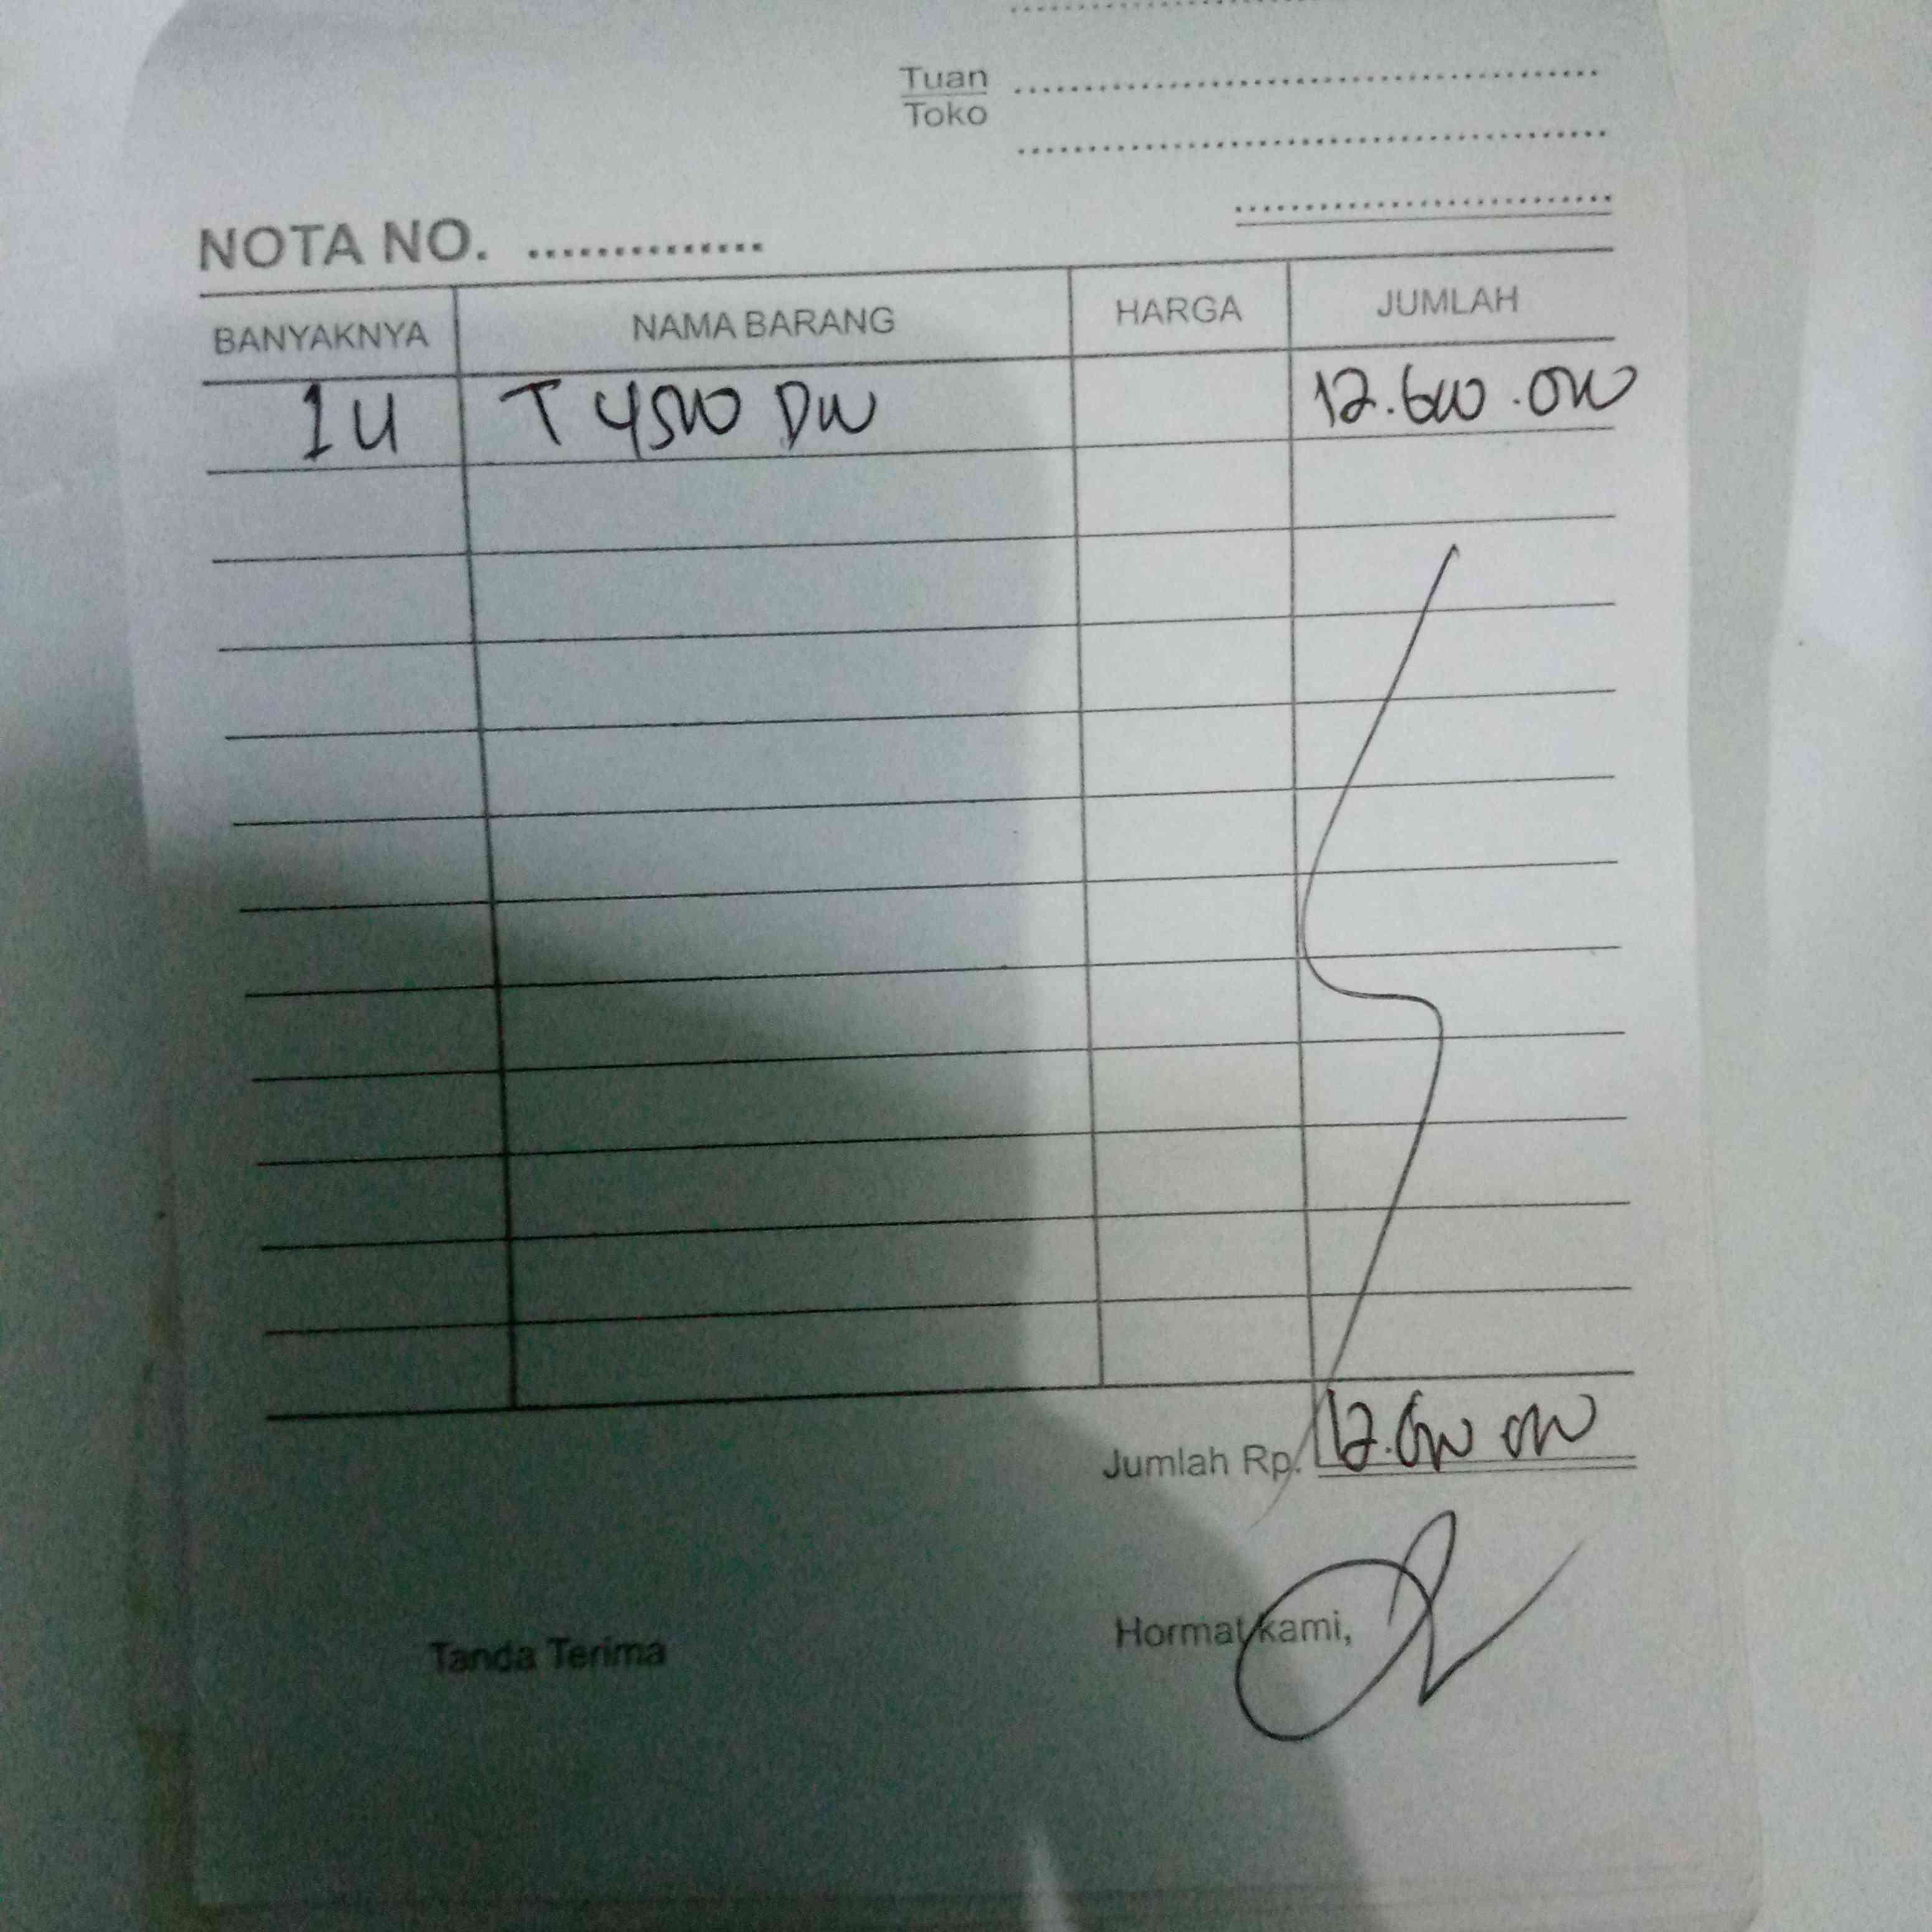 Tuan
Toko
NOTA NO.
BANYAKNYA NAMA BARANG HARGA JUMLAH
1 U T 4500 DW 12.600.000
Jumlah Rp. 12.600 000
Tanda Terima Hormat kami,